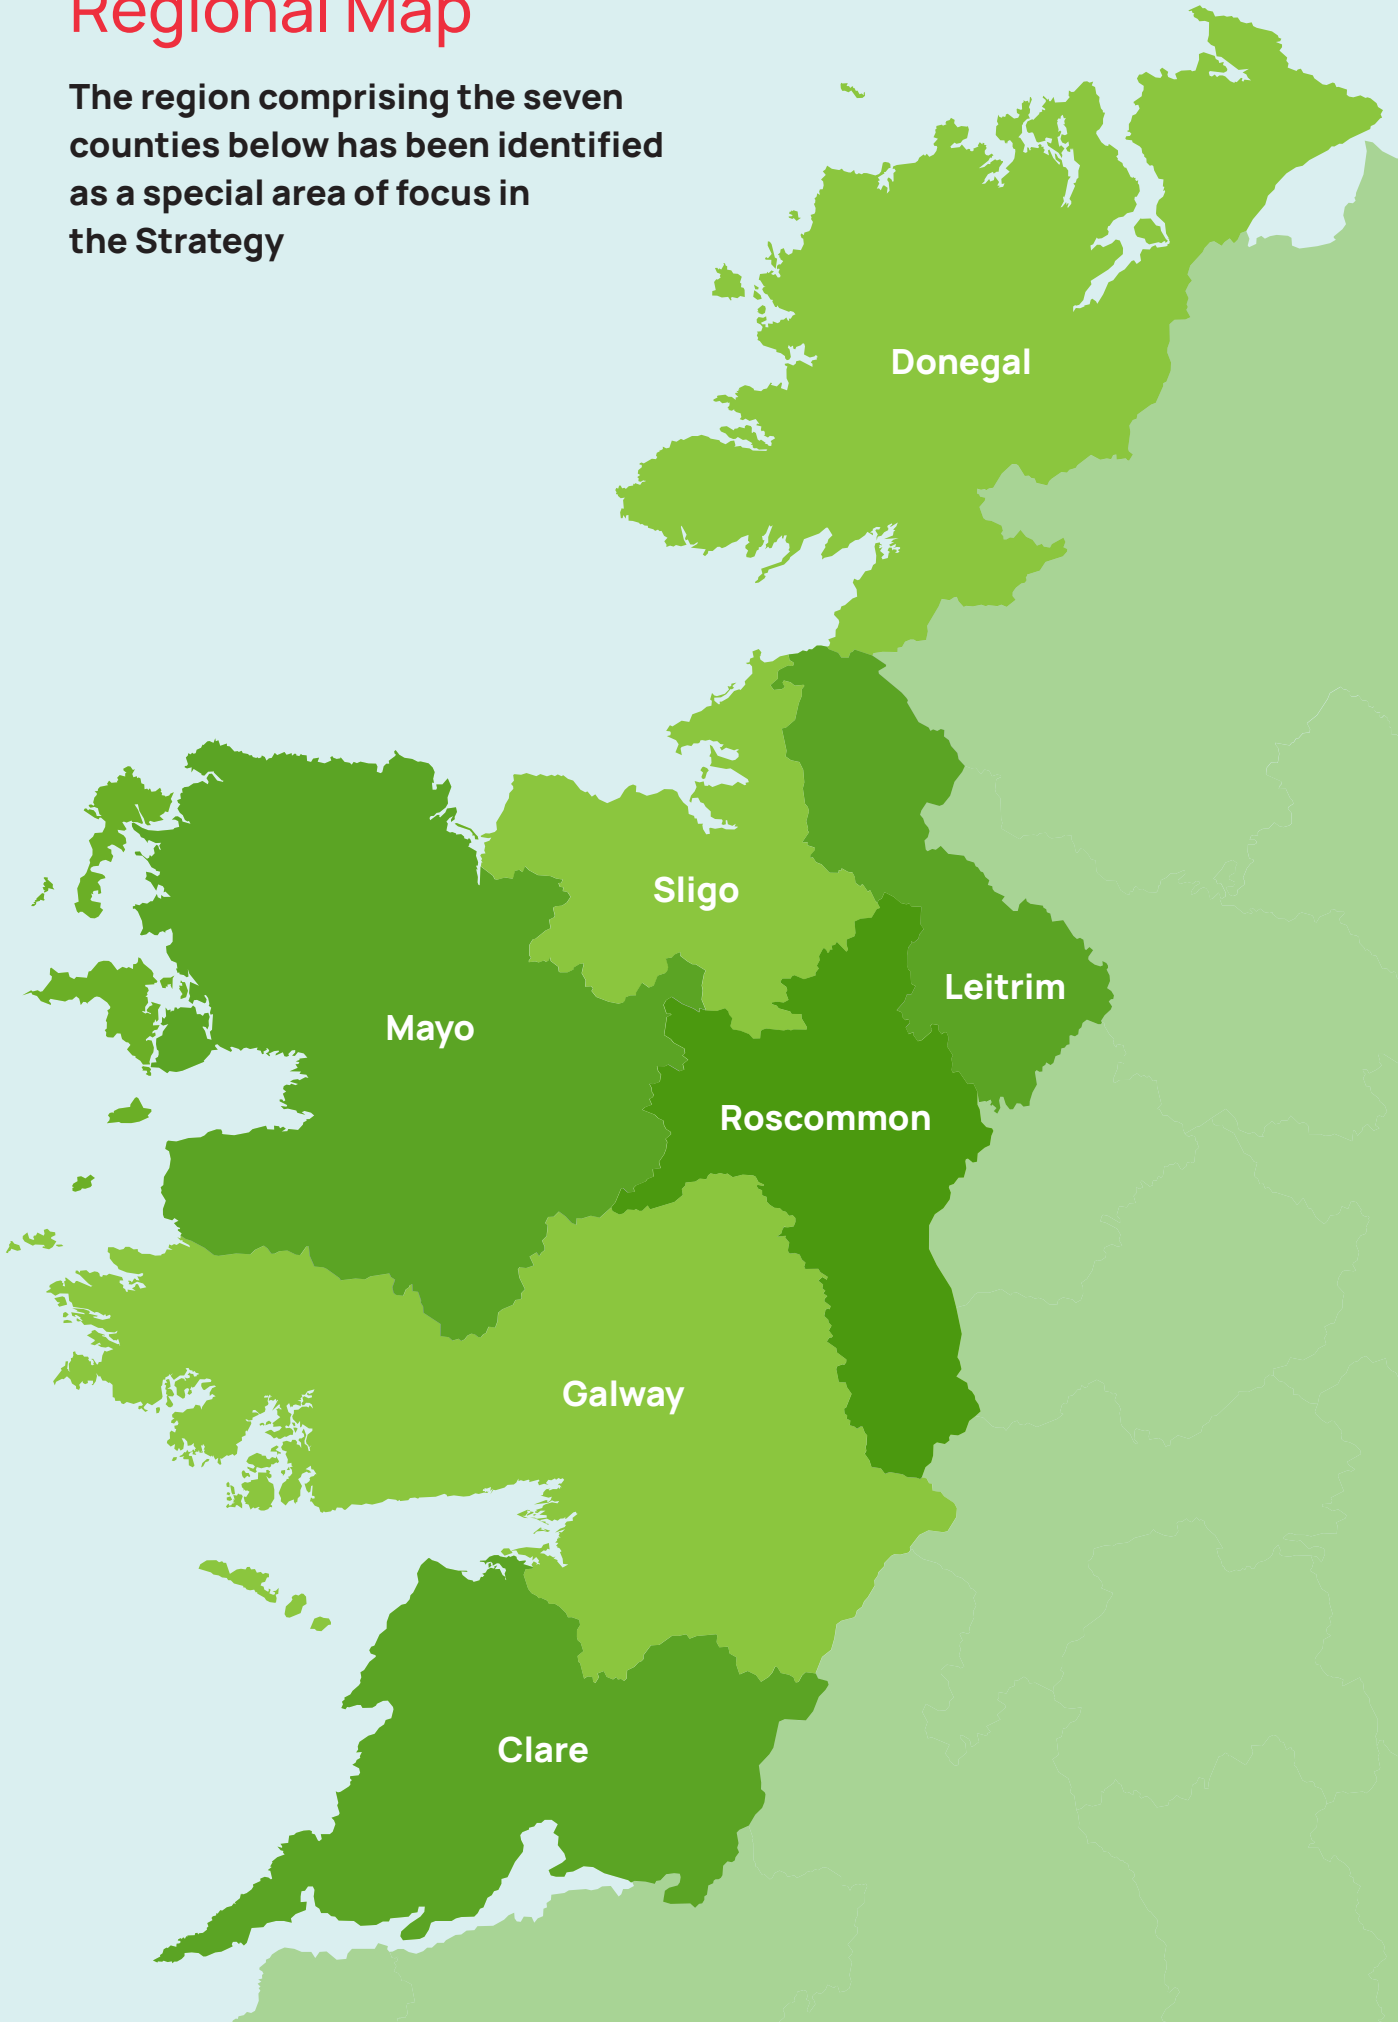 Regional Map
The region comprising the seven
counties below has been identified
as a special area of focus in
the Strategy
Donegal
Sligo
Leitrim
Mayo
Roscommon
Galway
Clare